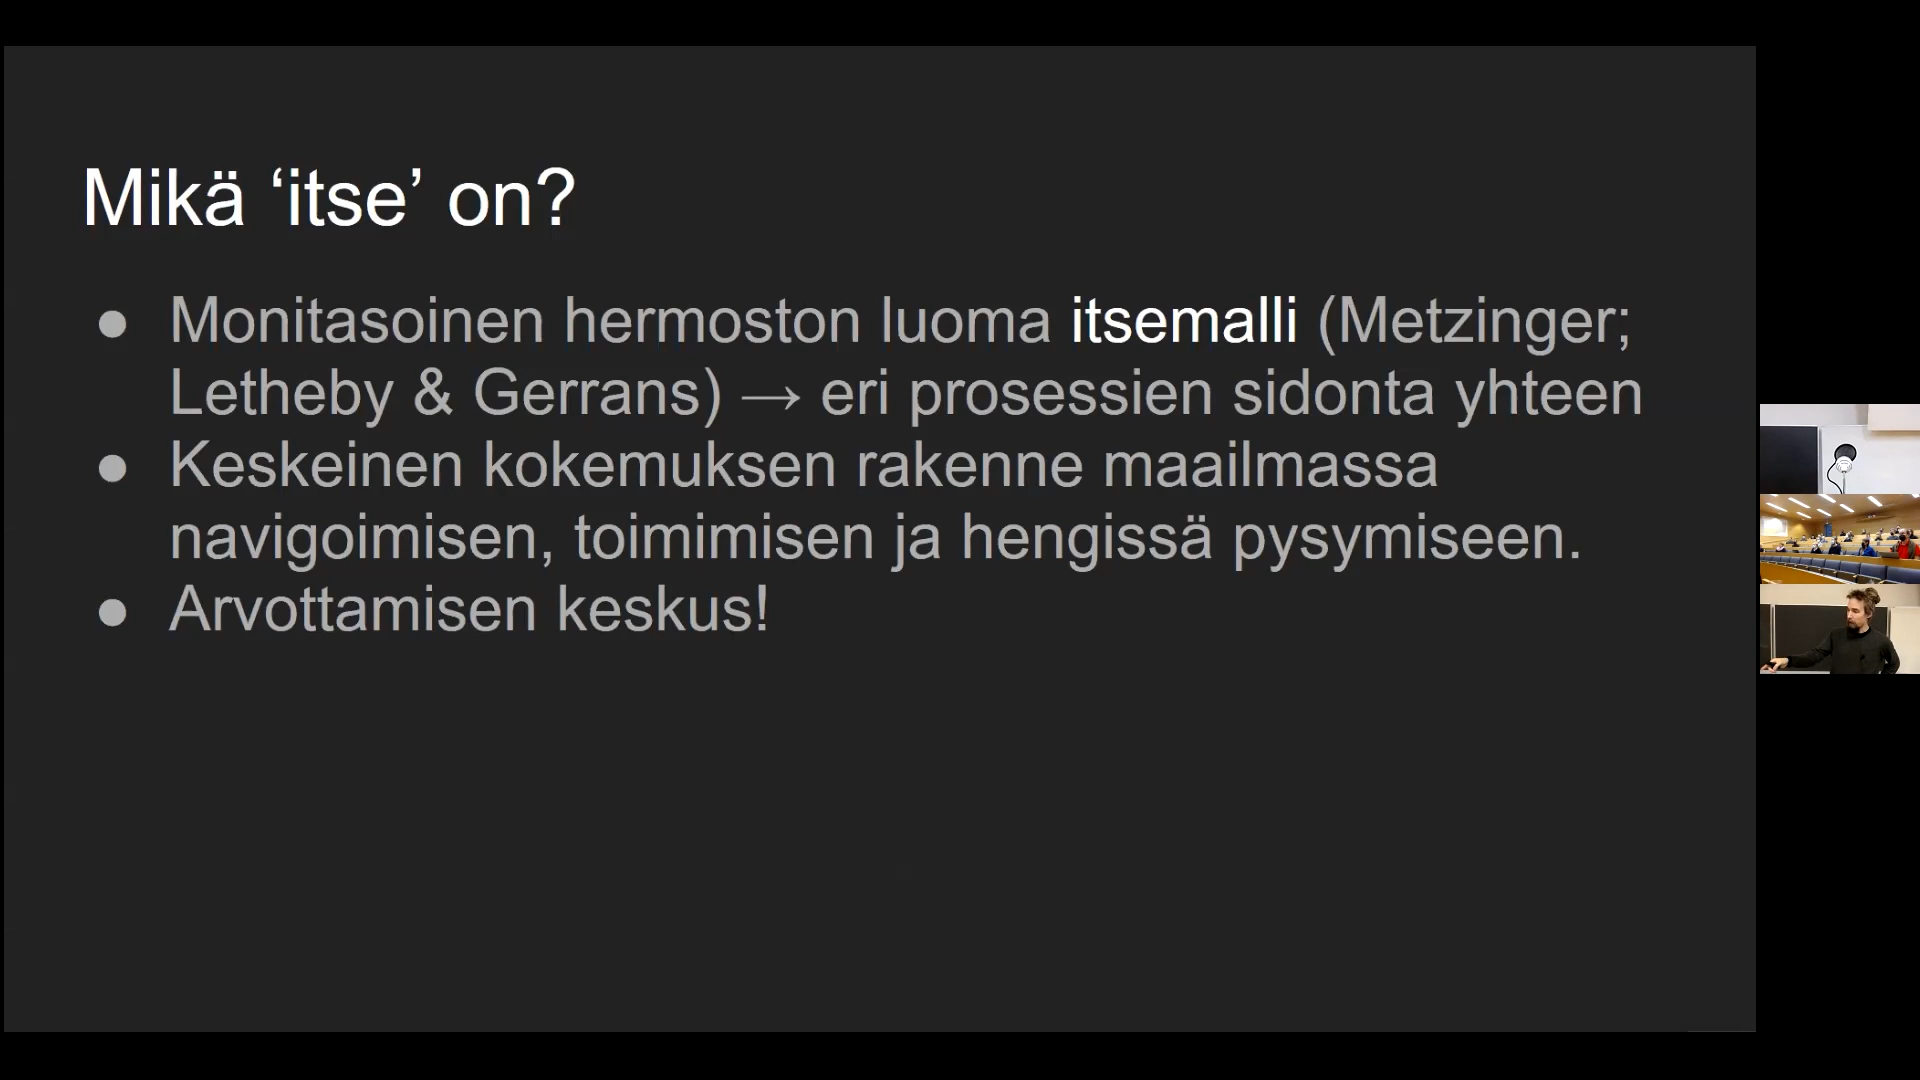 Mikä ‘itse’ on?
● Monitasoinen hermoston luoma itsemalli (Metzinger;
Letheby & Gerrans) → eri prosessien sidonta yhteen
● Keskeinen kokemuksen rakenne maailmassa
navigoimisen, toimimisen ja hengissä pysymiseen.
● Arvottamisen keskus!